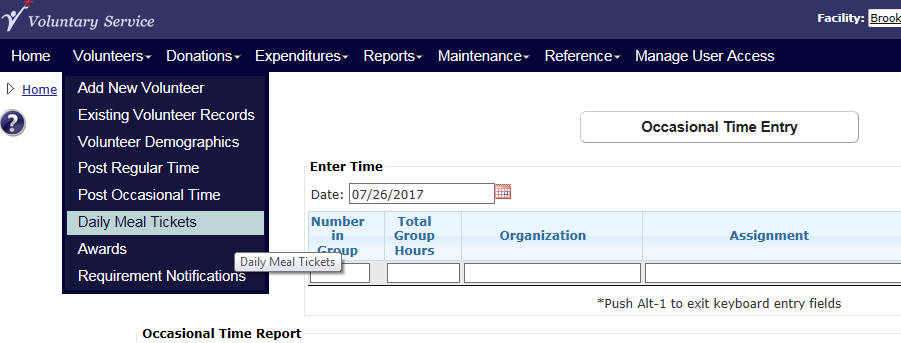 Voluntary Service
Facility: Brook
Home Volunteers Donations Expenditures Reports Maintenance Reference Manage User Access
Home
?
Add New Volunteer
Existing Volunteer Records
Volunteer Demographics
Post Regular Time
Post Occasional Time
Daily Meal Tickets
Awards
Requirement Notifications
Daily Meal Tickets
Occasional Time Entry
Enter Time
Date: 07/26/2017
Number in Group
Total Group Hours
Organization
Assignment
*Push Alt-1 to exit keyboard entry fields
Occasional Time Report